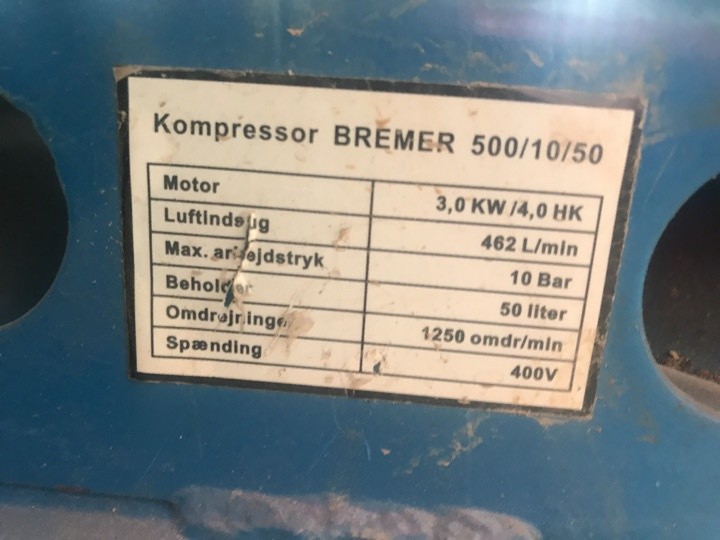 Kompressor BREMER 500/10/50
Motor 3,0 KW /4,0 HK
Luftindsug 462 L/min
Max. arbejdstryk 10 Bar
Beholder 50 liter
Omdrejninger 1250 omdr/min
Spænding 400V